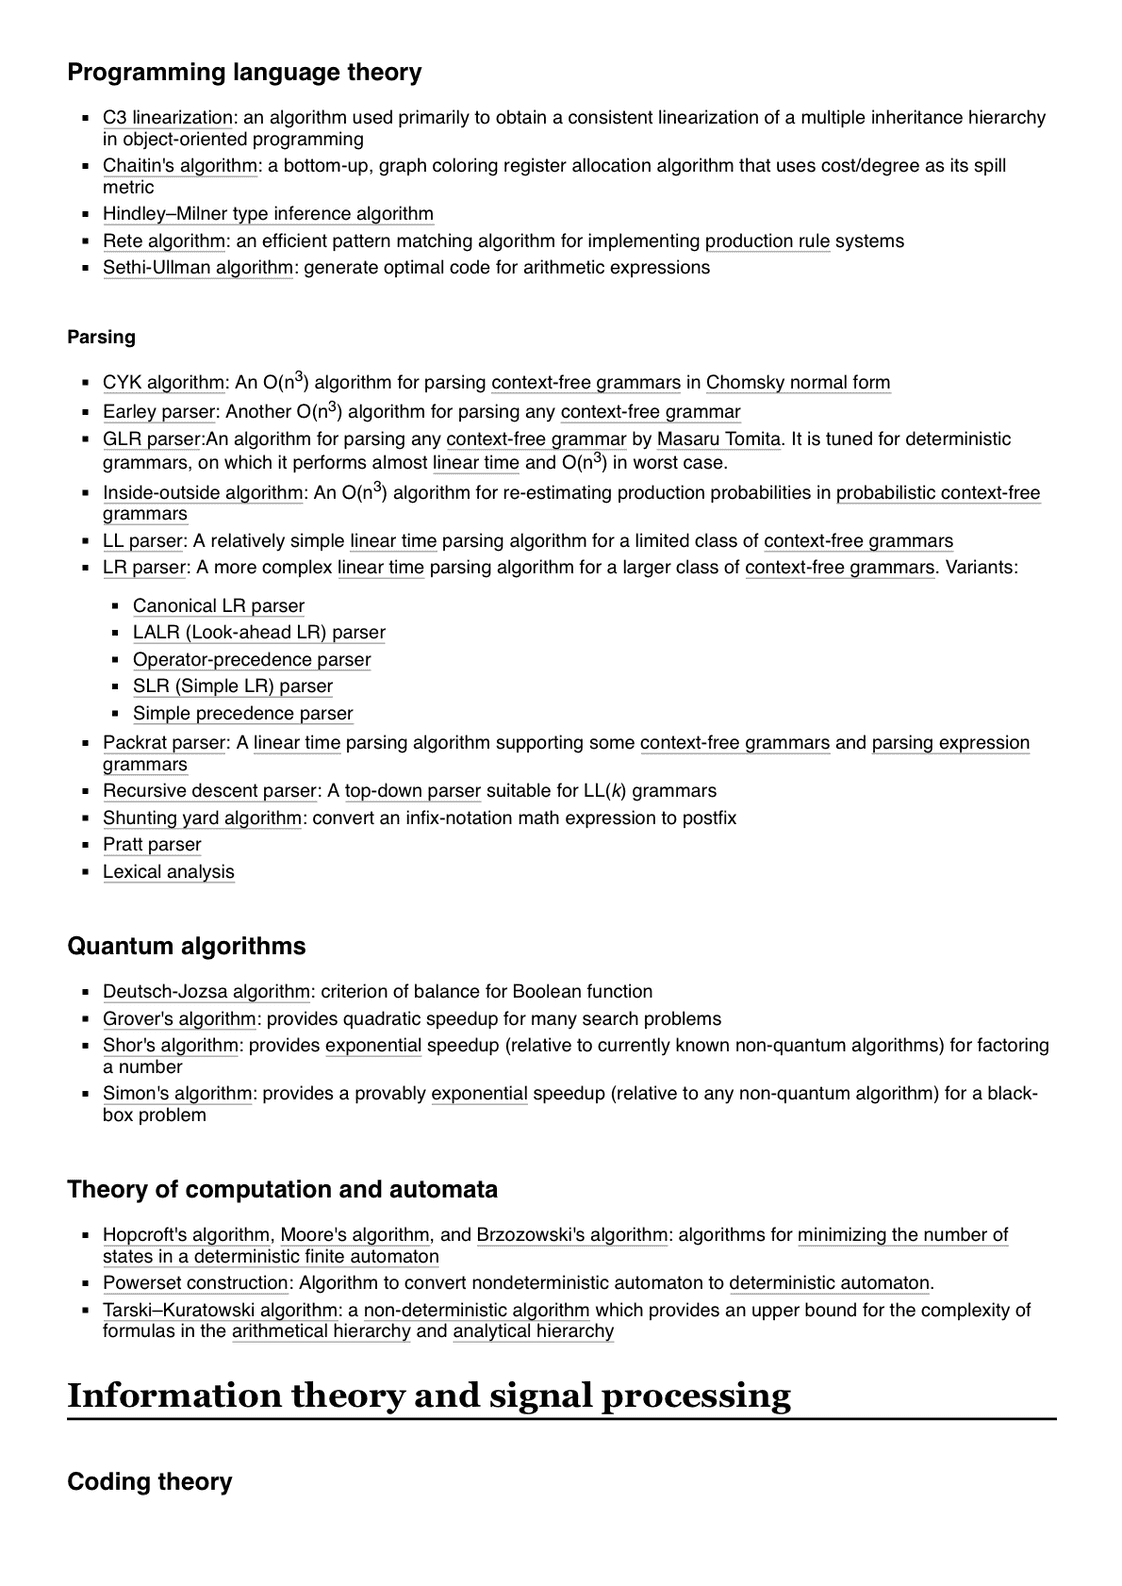 Programming language theory
C3 linearization: an algorithm used primarily to obtain a consistent linearization of a multiple inheritance hierarchy
in object-oriented programming
Chaitin's algorithm: a bottom-up, graph coloring register allocation algorithm that uses cost/degree as its spill
metric
Hindley–Milner type inference algorithm
Rete algorithm: an efficient pattern matching algorithm for implementing production rule systems
Sethi-Ullman algorithm: generate optimal code for arithmetic expressions
Parsing
CYK algorithm: An O(n³) algorithm for parsing context-free grammars in Chomsky normal form
Earley parser: Another O(n³) algorithm for parsing any context-free grammar
GLR parser:An algorithm for parsing any context-free grammar by Masaru Tomita. It is tuned for deterministic
grammars, on which it performs almost linear time and O(n³) in worst case.
Inside-outside algorithm: An O(n³) algorithm for re-estimating production probabilities in probabilistic context-free
grammars
LL parser: A relatively simple linear time parsing algorithm for a limited class of context-free grammars
LR parser: A more complex linear time parsing algorithm for a larger class of context-free grammars. Variants:
Canonical LR parser
LALR (Look-ahead LR) parser
Operator-precedence parser
SLR (Simple LR) parser
Simple precedence parser
Packrat parser: A linear time parsing algorithm supporting some context-free grammars and parsing expression
grammars
Recursive descent parser: A top-down parser suitable for LL(k) grammars
Shunting yard algorithm: convert an infix-notation math expression to postfix
Pratt parser
Lexical analysis
Quantum algorithms
Deutsch-Jozsa algorithm: criterion of balance for Boolean function
Grover's algorithm: provides quadratic speedup for many search problems
Shor's algorithm: provides exponential speedup (relative to currently known non-quantum algorithms) for factoring
a number
Simon's algorithm: provides a provably exponential speedup (relative to any non-quantum algorithm) for a black-
box problem
Theory of computation and automata
Hopcroft's algorithm, Moore's algorithm, and Brzozowski's algorithm: algorithms for minimizing the number of
states in a deterministic finite automaton
Powerset construction: Algorithm to convert nondeterministic automaton to deterministic automaton.
Tarski–Kuratowski algorithm: a non-deterministic algorithm which provides an upper bound for the complexity of
formulas in the arithmetical hierarchy and analytical hierarchy
Information theory and signal processing
Coding theory